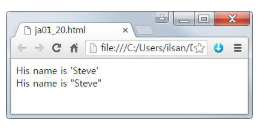 ja01_20.html
file:///C:/Users/ilsan/D
His name is 'Steve'
His name is "Steve"